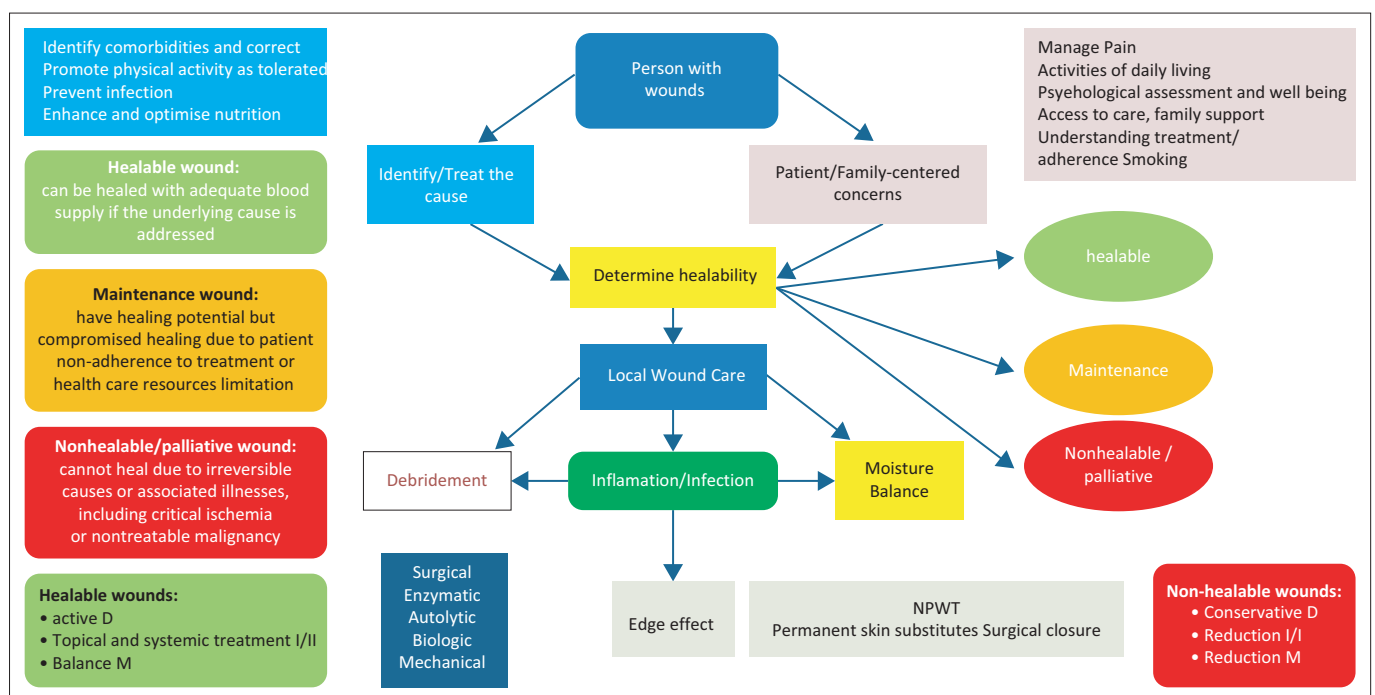 Identify comorbidities and correct
Promote physical activity as tolerated
Prevent infection
Enhance and optimise nutrition
Person with
wounds
Manage Pain
Activities of daily living
Psyehological assessment and well being
Access to care, family support
Understanding treatment/
adherence Smoking
Healable wound:
can be healed with adequate blood
supply if the underlying cause is
addressed
Identify/Treat the
cause
Patient/Family-centered
concerns
Determine healability
healable
Maintenance wound:
have healing potential but
compromised healing due to patient
non-adherence to treatment or
health care resources limitation
Local Wound Care
Maintenance
Nonhealable/palliative wound:
cannot heal due to irreversible
causes or associated illnesses,
including critical ischemia
or nontreatable malignancy
Debridement
Inflamation/Infection
Moisture
Balance
Nonhealable /
palliative
Healable wounds:
• active D
• Topical and systemic treatment I/II
• Balance M
Surgical
Enzymatic
Autolytic
Biologic
Mechanical
Edge effect
NPWT
Permanent skin substitutes Surgical closure
Non-healable wounds:
• Conservative D
• Reduction I/I
• Reduction M